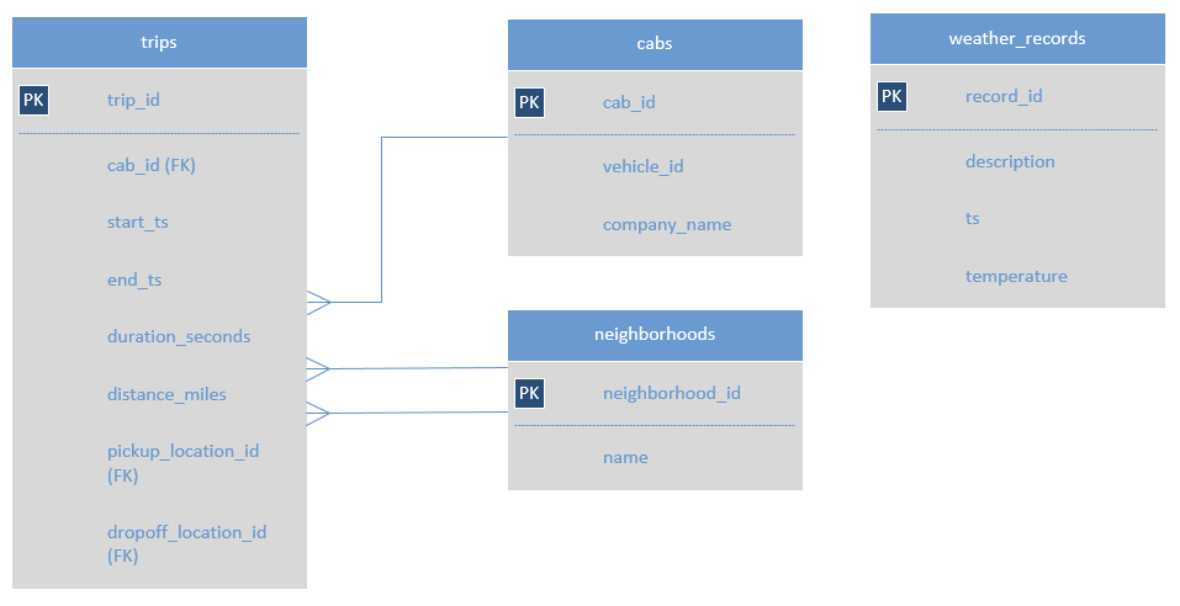 trips
PK
trip_id
cab_id (FK)
start_ts
end_ts
duration_seconds
distance_miles
pickup_location_id
(FK)
dropoff_location_id
(FK)
cabs
PK
cab_id
vehicle_id
company_name
neighborhoods
PK
neighborhood_id
name
weather_records
PK
record_id
description
ts
temperature